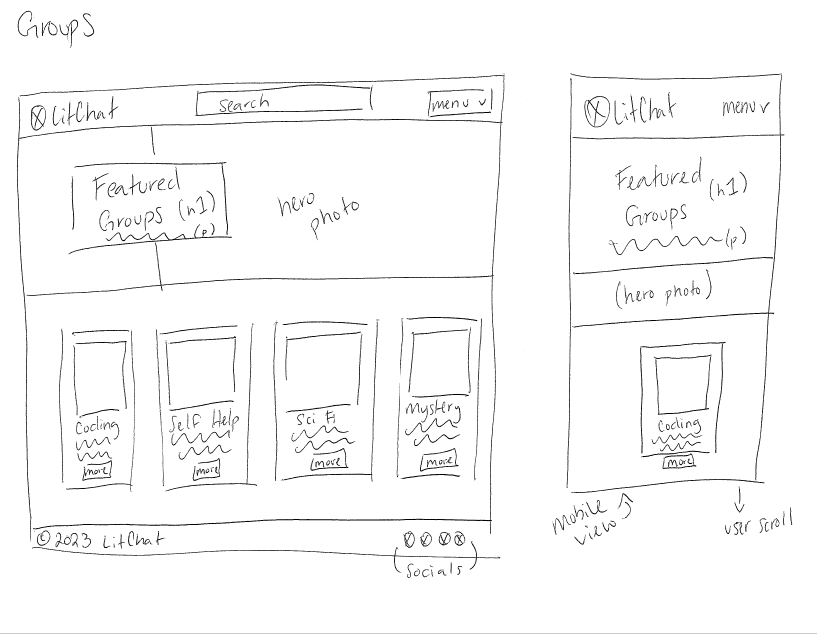 Groups
LitChat
search
menu v
Featured
Groups (h1)
(p)
hero
photo
Coding
more
Self Help
more
Sci Fi
more
Mystery
more
© 2023 LitChat
(socials)
LitChat
menu v
Featured
(h1)
Groups
(p)
(hero photo)
Coding
more
mobile
view
user scroll